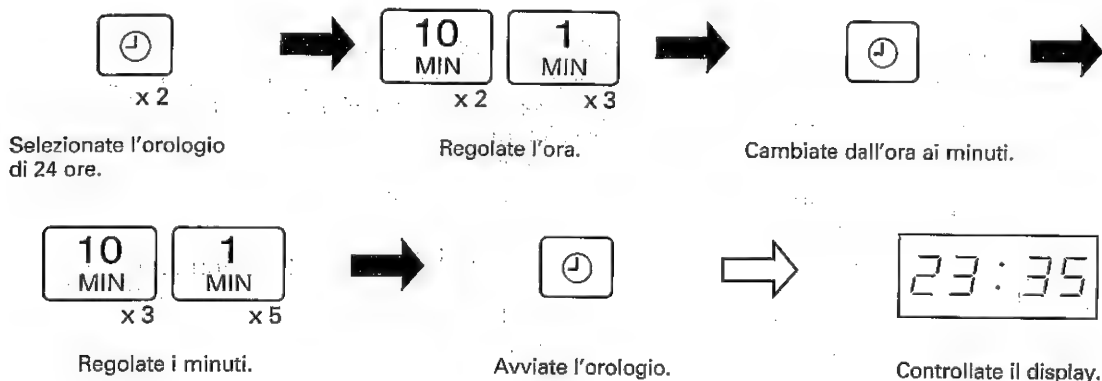 10 MIN 1 MIN
x 2 x 2 x 3
Selezionate l'orologio
di 24 ore.
Regolate l'ora.
Cambiate dall'ora ai minuti.
10 MIN 1 MIN
x 3 x 5
23:35
Regolate i minuti.
Avviate l'orologio.
Controllate il display.